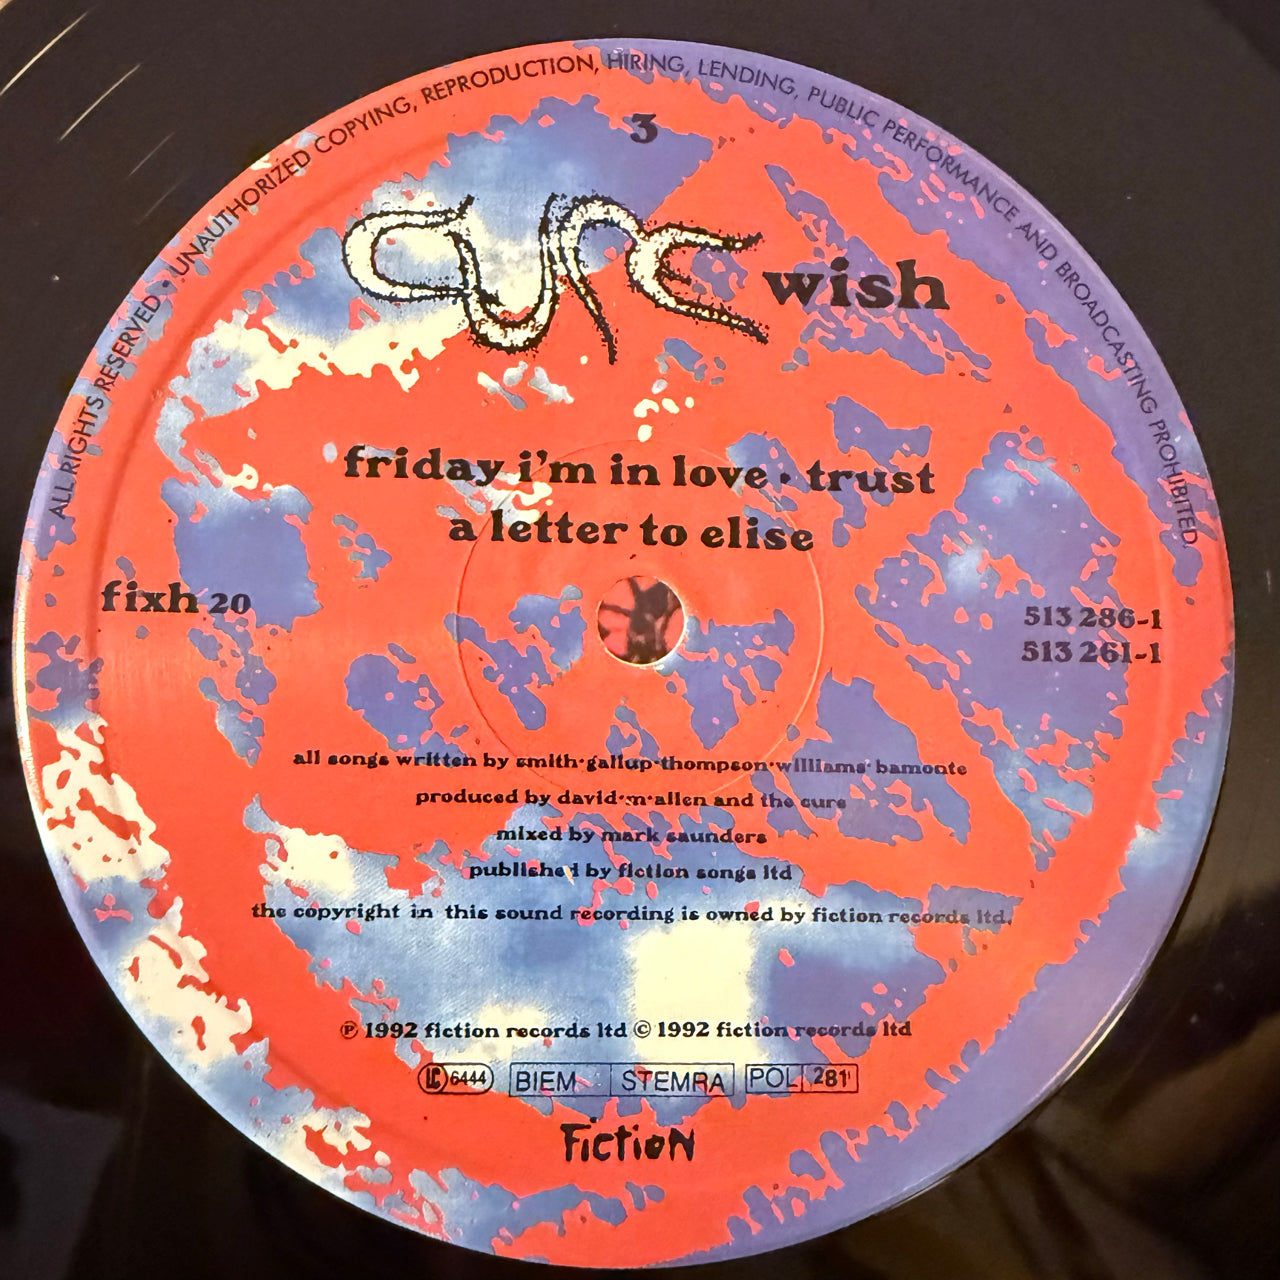 ALL RIGHTS RESERVED • UNAUTHORIZED COPYING, REPRODUCTION, HIRING, LENDING, PUBLIC PERFORMANCE AND BROADCASTING PROHIBITED.
3
CURE wish
friday i'm in love • trust
a letter to elise
fixh 20
513 286-1
513 261-1
all songs written by smith•gallup•thompson•williams•bamonte
produced by david•m•allen and the cure
mixed by mark saunders
published by fiction songs ltd
the copyright in this sound recording is owned by fiction records ltd.
℗ 1992 fiction records ltd © 1992 fiction records ltd
LC 6444 BIEM STEMRA POL 281
FICTION